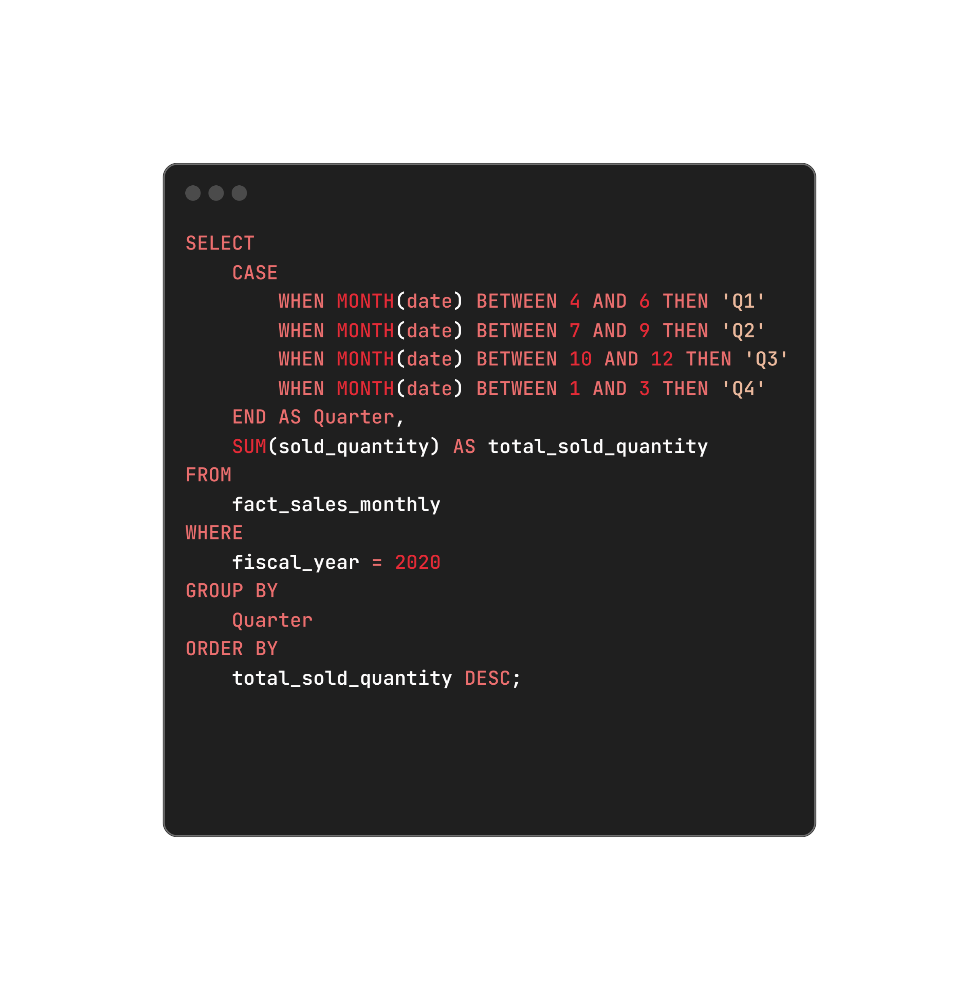 SELECT
    CASE
        WHEN MONTH(date) BETWEEN 4 AND 6 THEN 'Q1'
        WHEN MONTH(date) BETWEEN 7 AND 9 THEN 'Q2'
        WHEN MONTH(date) BETWEEN 10 AND 12 THEN 'Q3'
        WHEN MONTH(date) BETWEEN 1 AND 3 THEN 'Q4'
    END AS Quarter,
    SUM(sold_quantity) AS total_sold_quantity
FROM
    fact_sales_monthly
WHERE
    fiscal_year = 2020
GROUP BY
    Quarter
ORDER BY
    total_sold_quantity DESC;